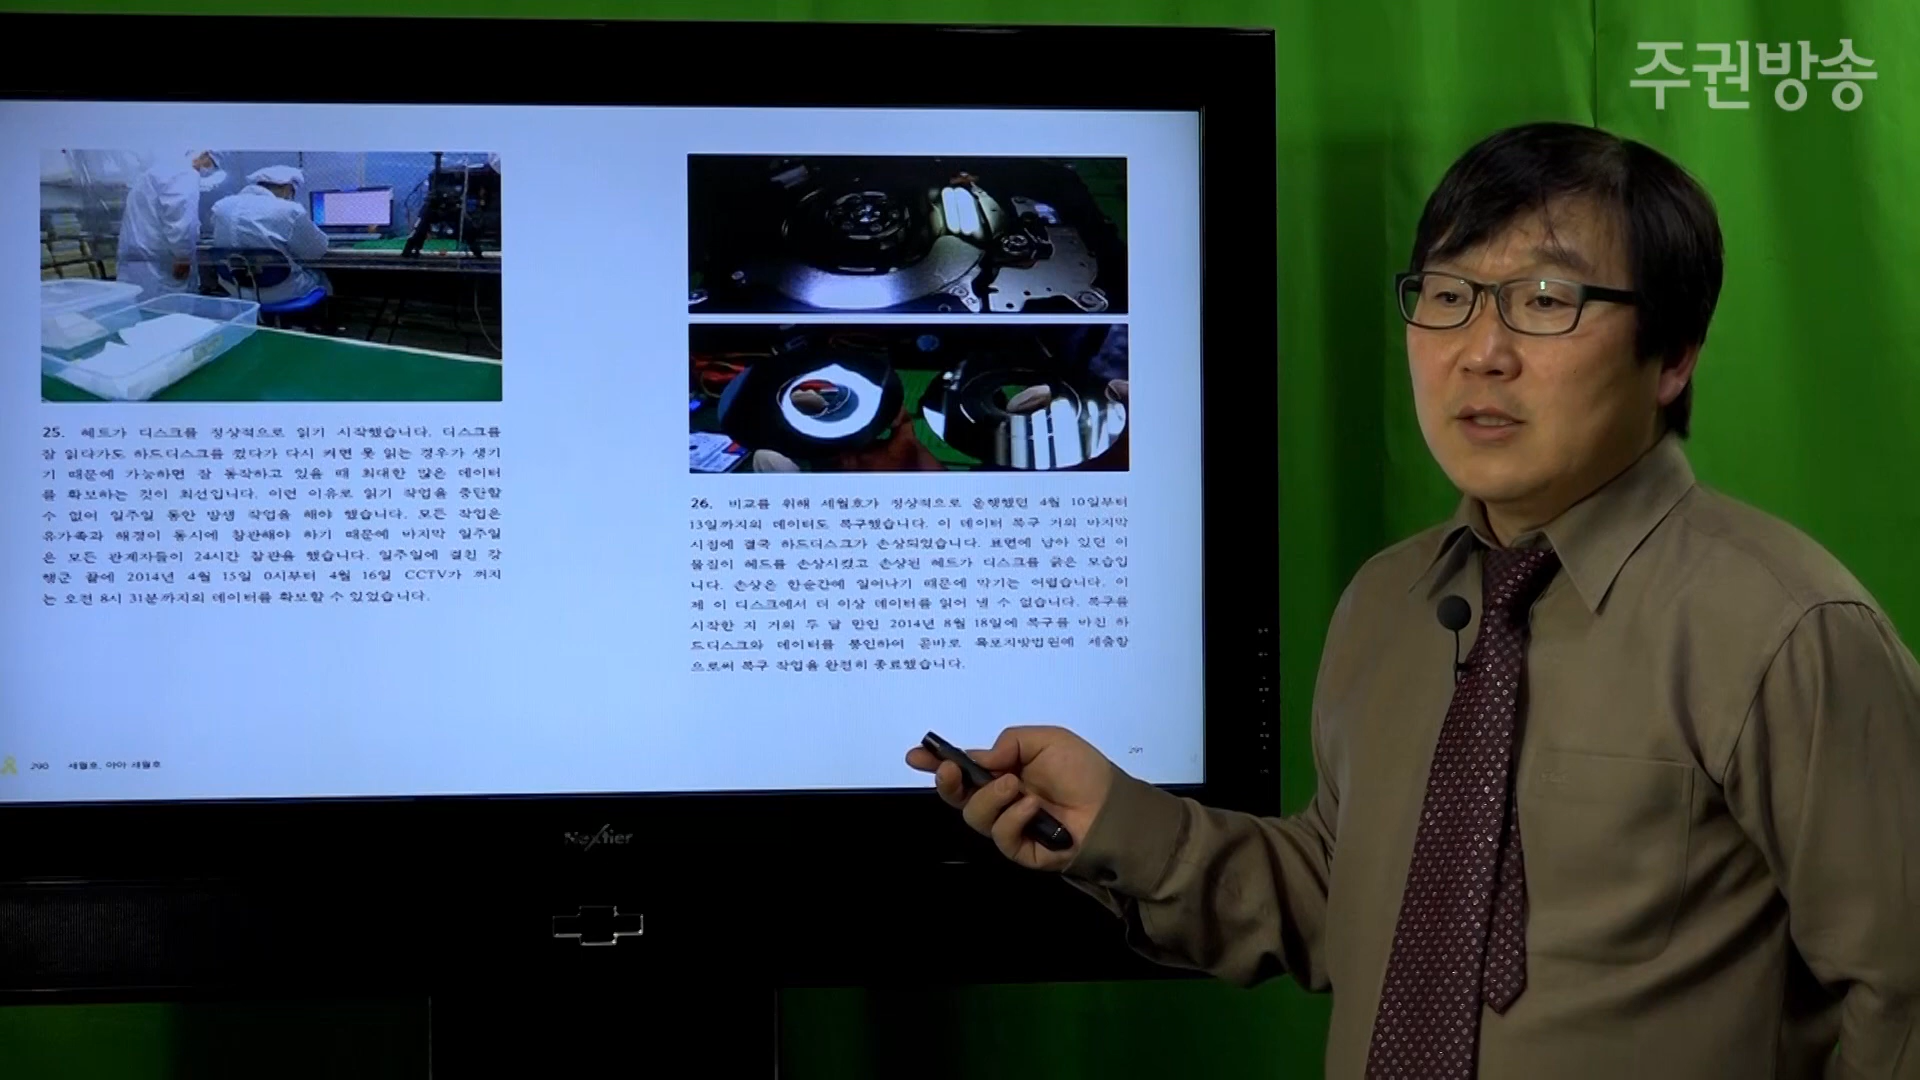 주권방송
25. 헤드가 디스크를 정상적으로 읽기 시작했습니다. 디스크를
잘 읽다가도 하드디스크를 껐다가 다시 켜면 못 읽는 경우가 생기
기 때문에 가능하면 잘 동작하고 있을 때 최대한 많은 데이터
를 확보하는 것이 최선입니다. 이런 이유로 읽기 작업을 중단할
수 없어 일주일 동안 밤샘 작업을 해야 했습니다. 모든 작업은
유가족과 해경이 동시에 참관해야 하기 때문에 마지막 일주일
은 모든 관계자들이 24시간 참관을 했습니다. 일주일에 걸친 강
행군 끝에 2014년 4월 15일 0시부터 4월 16일 CCTV가 꺼지
는 오전 8시 31분까지의 데이터를 확보할 수 있었습니다.
26. 비교를 위해 세월호가 정상적으로 운행했던 4월 10일부터
13일까지의 데이터도 복구했습니다. 이 데이터 복구 거의 마지막
시점에 결국 하드디스크가 손상되었습니다. 표면에 남아 있던 이
물질이 헤드를 손상시켰고 손상된 헤드가 디스크를 긁은 모습입
니다. 손상은 한순간에 일어나기 때문에 막기는 어렵습니다. 이
제 이 디스크에서 더 이상 데이터를 읽어 낼 수 없습니다. 복구를
시작한 지 거의 두 달 만인 2014년 8월 18일에 복구를 마친 하
드디스크와 데이터를 봉인하여 곧바로 목포지방법원에 제출함
으로써 복구 작업을 완전히 종료했습니다.
290 세월호, 아아 세월호
291
Nextier